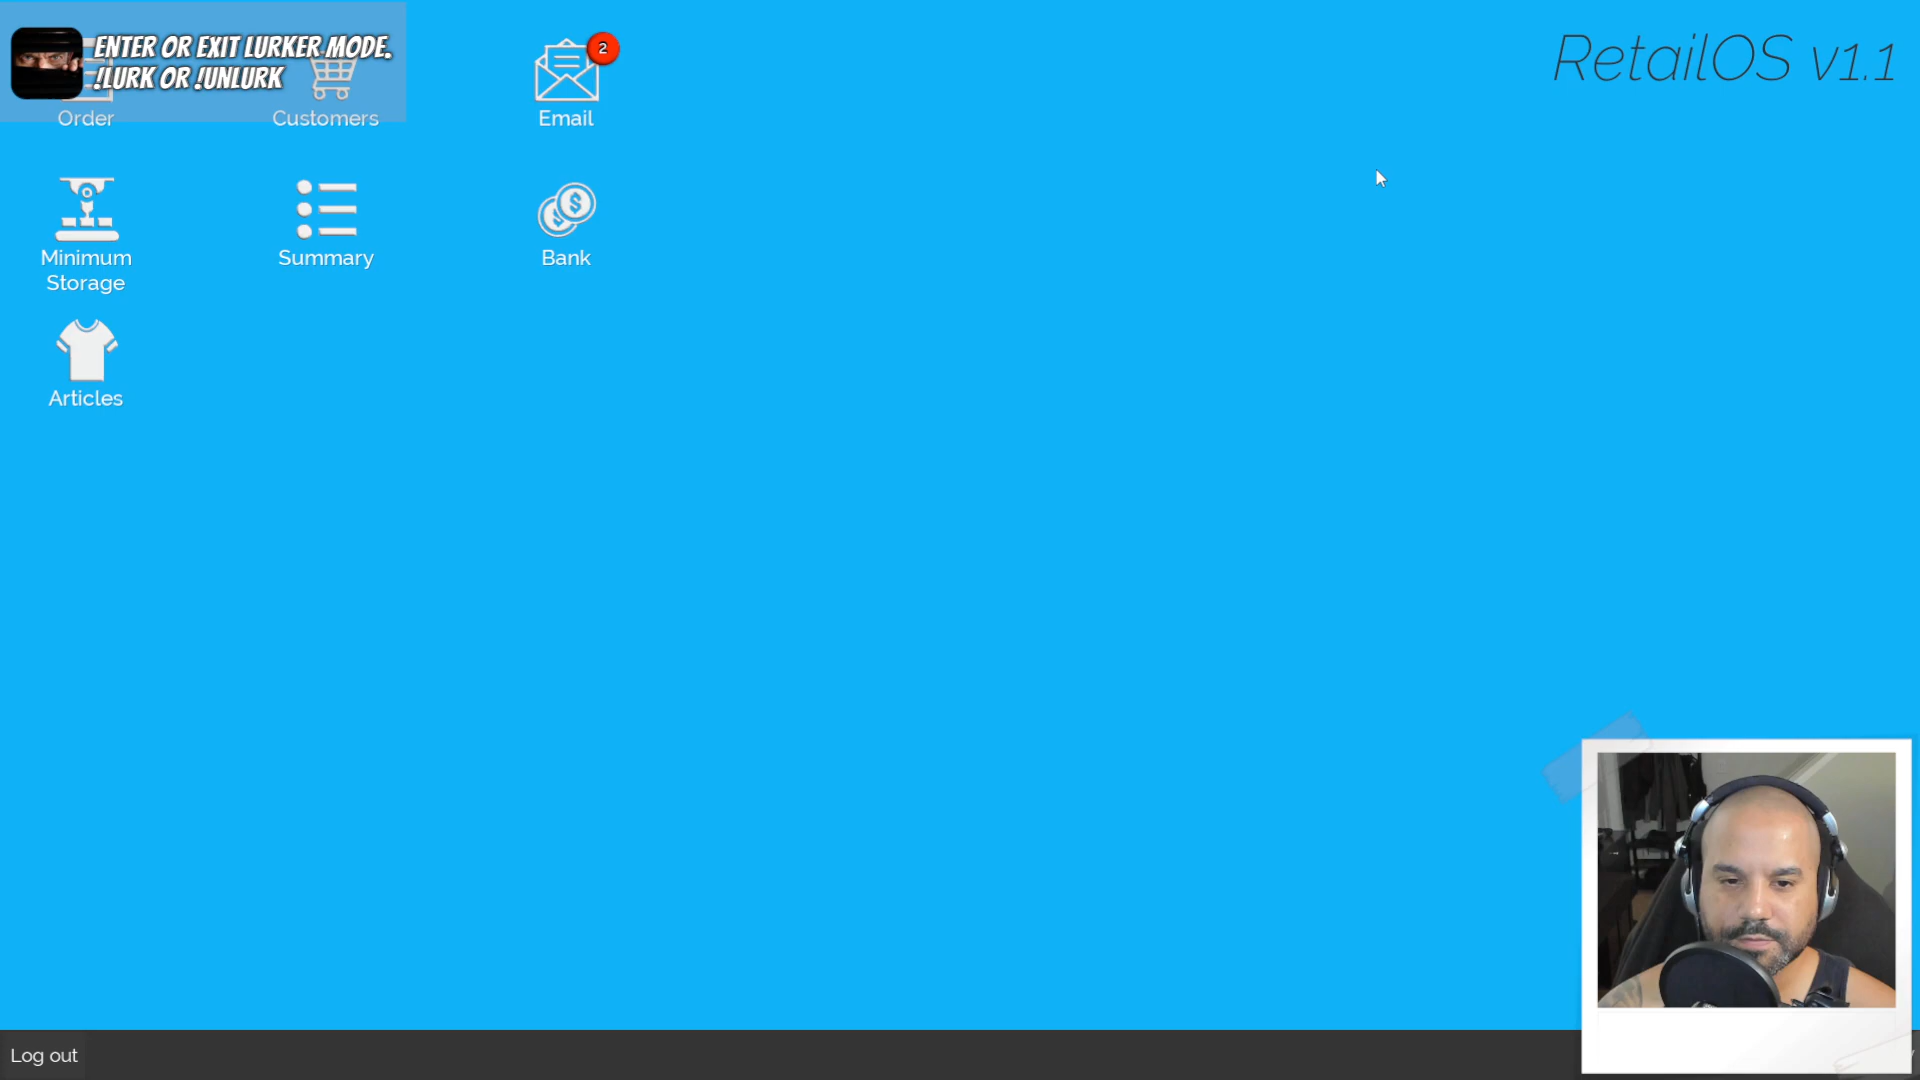 ENTER OR EXIT LURKER MODE.
!LURK OR !UNLURK
Order
Customers
2
Email
RetailOS v1.1
Minimum
Storage
Summary
Bank
Articles
Log out